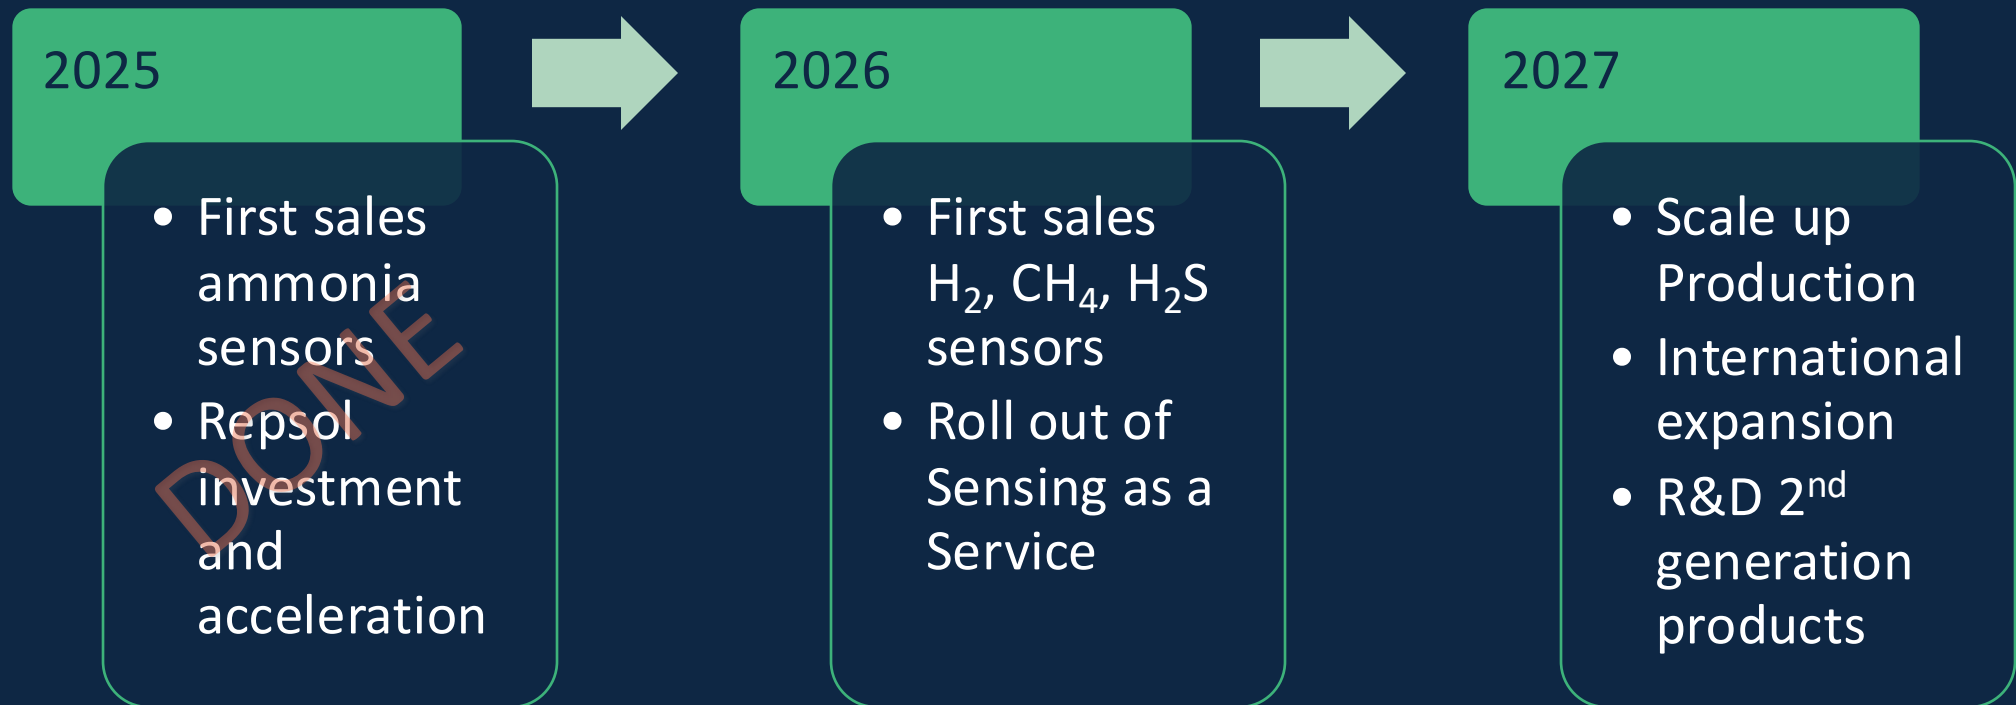 2025
• First sales
ammonia
sensors
• Repsol
investment
and
acceleration
DONE
2026
• First sales
H₂, CH₄, H₂S
sensors
• Roll out of
Sensing as a
Service
2027
• Scale up
Production
• International
expansion
• R&D 2ⁿᵈ
generation
products